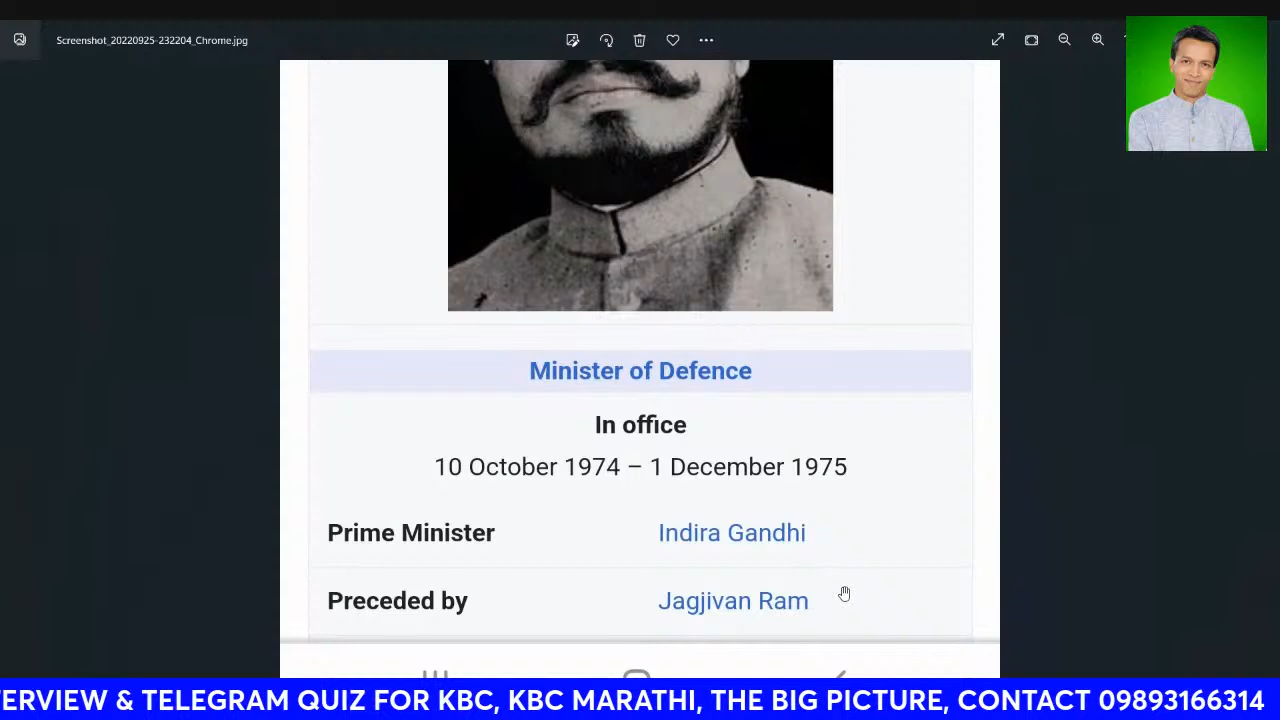 Screenshot_20220925-232204_Chrome.jpg
Minister of Defence
In office
10 October 1974 – 1 December 1975
Prime Minister Indira Gandhi
Preceded by Jagjivan Ram
& TELEGRAM QUIZ FOR KBC, KBC MARATHI, THE BIG PICTURE, CONTACT 09893166314